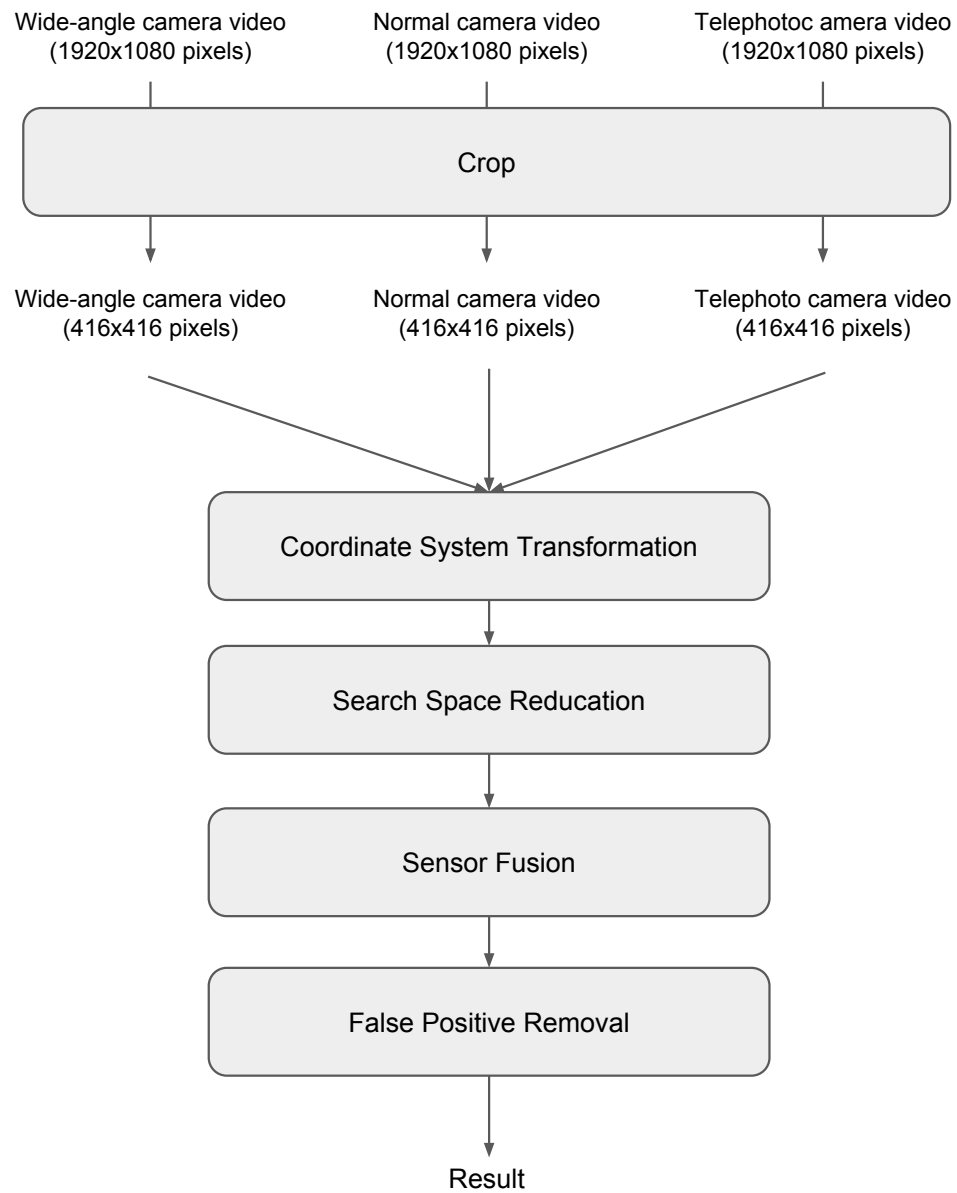 Wide-angle camera video
(1920x1080 pixels)
Normal camera video
(1920x1080 pixels)
Telephotoc amera video
(1920x1080 pixels)
Crop
Wide-angle camera video
(416x416 pixels)
Normal camera video
(416x416 pixels)
Telephoto camera video
(416x416 pixels)
Coordinate System Transformation
Search Space Reducation
Sensor Fusion
False Positive Removal
Result